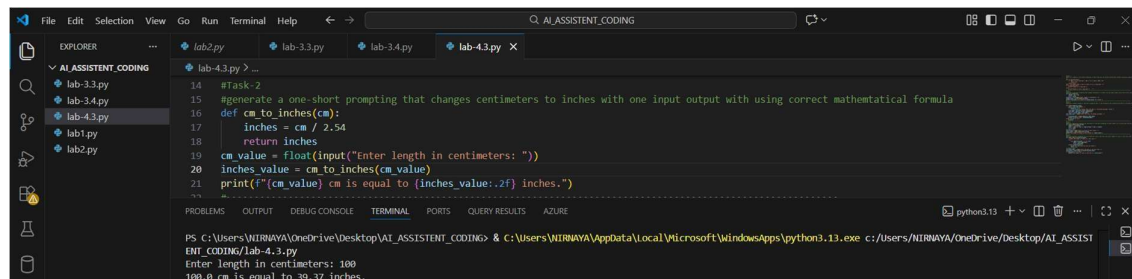 File Edit Selection View Go Run Terminal Help
AI_ASSISTENT_CODING
EXPLORER
AI_ASSISTENT_CODING
lab-3.3.py
lab-3.4.py
lab-4.3.py
lab1.py
lab2.py
lab2.py lab-3.3.py lab-3.4.py lab-4.3.py
lab-4.3.py > ...
14 #Task-2
15 #generate a one-short prompting that changes centimeters to inches with one input output with using correct mathemtatical formula
16 def cm_to_inches(cm):
17 inches = cm / 2.54
18 return inches
19 cm_value = float(input("Enter length in centimeters: "))
20 inches_value = cm_to_inches(cm_value)
21 print(f"{cm_value} cm is equal to {inches_value:.2f} inches.")
PROBLEMS OUTPUT DEBUG CONSOLE TERMINAL PORTS QUERY RESULTS AZURE
python3.13
PS C:\Users\NIRNAYA\OneDrive\Desktop\AI_ASSISTENT_CODING> & C:\Users\NIRNAYA\AppData\Local\Microsoft\WindowsApps\python3.13.exe c:/Users/NIRNAYA/OneDrive/Desktop/AI_ASSIST
ENT_CODING/lab-4.3.py
Enter length in centimeters: 100
100.0 cm is equal to 39.37 inches.